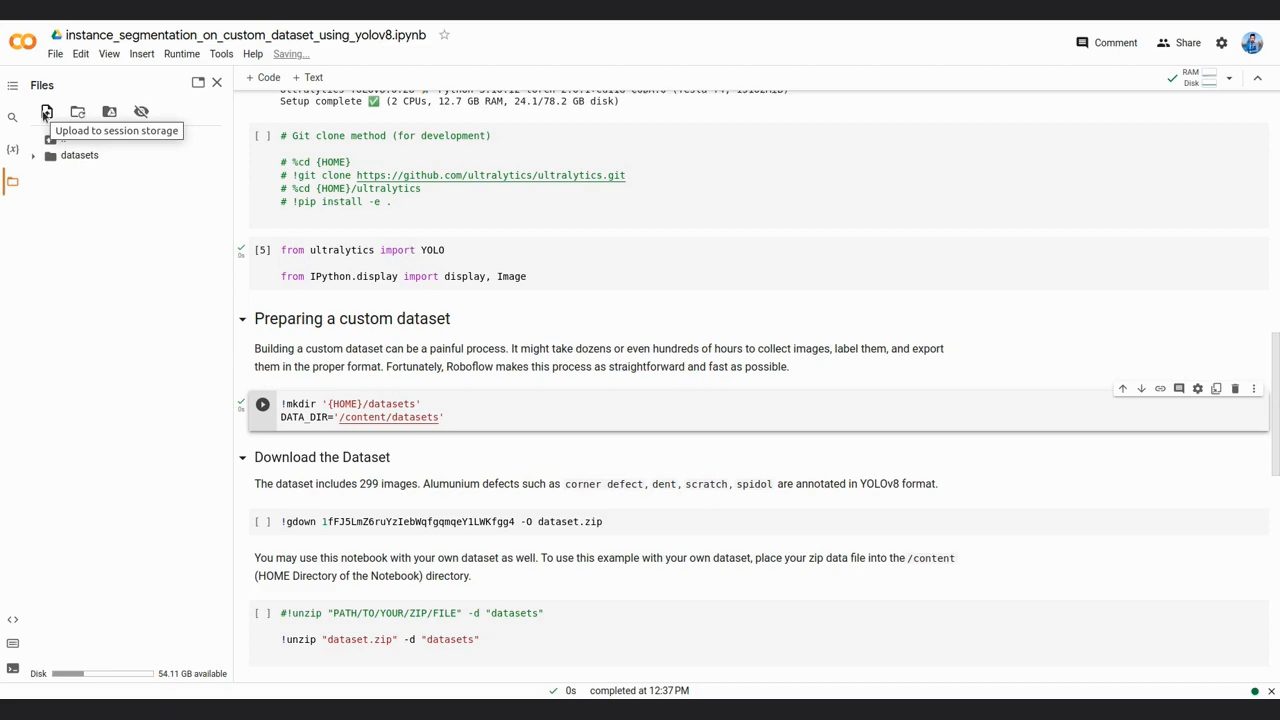 instance_segmentation_on_custom_dataset_using_yolov8.ipynb
File Edit View Insert Runtime Tools Help Saving...
Comment
Share
Files
Upload to session storage
..
datasets
Disk 54.11 GB available
+ Code + Text
RAM
Disk
Setup complete ✅ (2 CPUs, 12.7 GB RAM, 24.1/78.2 GB disk)
[ ] # Git clone method (for development)
# %cd {HOME}
# !git clone https://github.com/ultralytics/ultralytics.git
# %cd {HOME}/ultralytics
# !pip install -e .
[5] from ultralytics import YOLO
0s
from IPython.display import display, Image
Preparing a custom dataset
Building a custom dataset can be a painful process. It might take dozens or even hundreds of hours to collect images, label them, and export
them in the proper format. Fortunately, Roboflow makes this process as straightforward and fast as possible.
!mkdir '{HOME}/datasets'
0s
DATA_DIR='/content/datasets'
Download the Dataset
The dataset includes 299 images. Alumunium defects such as corner defect, dent, scratch, spidol are annotated in YOLOv8 format.
[ ] !gdown 1fFJ5LmZ6ruYzIebWqfgqmqeY1LWKfgg4 -O dataset.zip
You may use this notebook with your own dataset as well. To use this example with your own dataset, place your zip data file into the /content
(HOME Directory of the Notebook) directory.
[ ] #!unzip "PATH/TO/YOUR/ZIP/FILE" -d "datasets"
!unzip "dataset.zip" -d "datasets"
0s completed at 12:37 PM